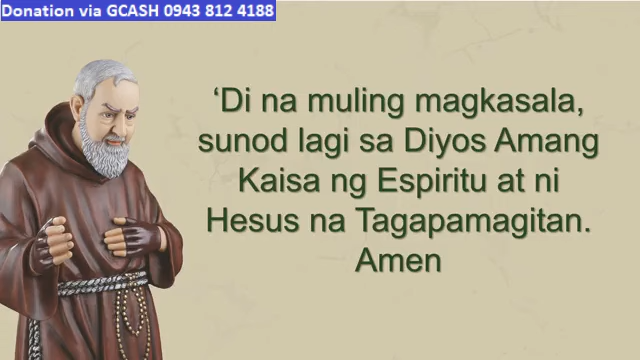 Donation via GCASH 0943 812 4188
‘Di na muling magkasala,
sunod lagi sa Diyos Amang
Kaisa ng Espiritu at ni
Hesus na Tagapamagitan.
Amen